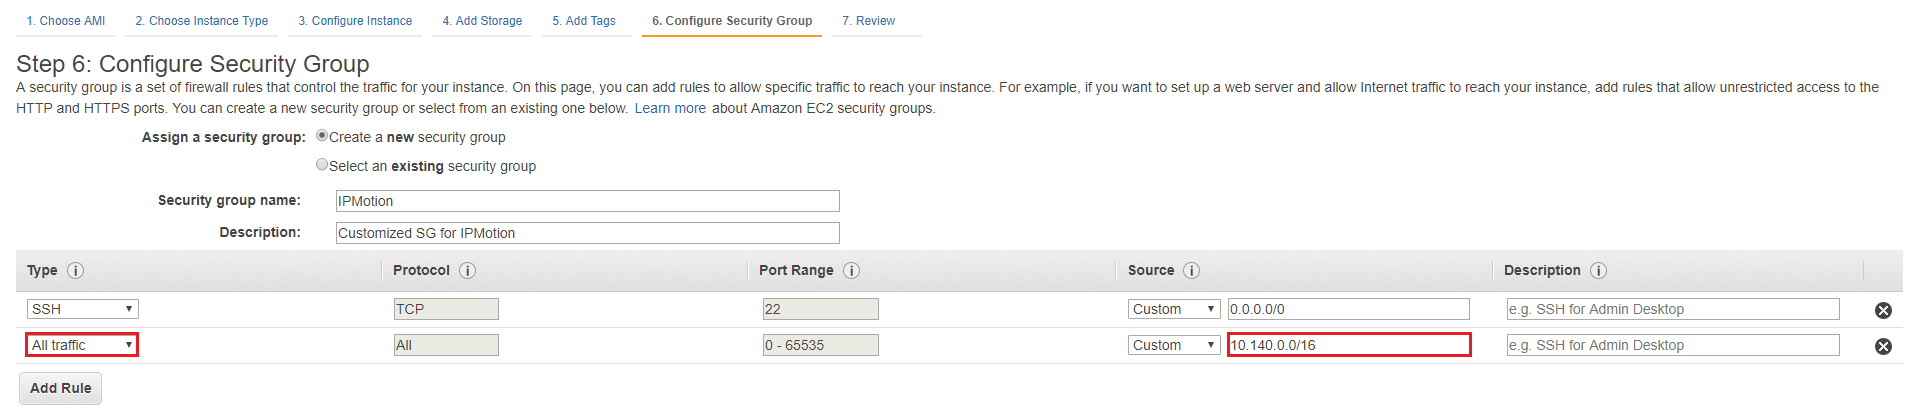 1. Choose AMI 2. Choose Instance Type 3. Configure Instance 4. Add Storage 5. Add Tags 6. Configure Security Group 7. Review
Step 6: Configure Security Group
A security group is a set of firewall rules that control the traffic for your instance. On this page, you can add rules to allow specific traffic to reach your instance. For example, if you want to set up a web server and allow Internet traffic to reach your instance, add rules that allow unrestricted access to the
HTTP and HTTPS ports. You can create a new security group or select from an existing one below. Learn more about Amazon EC2 security groups.
Assign a security group: Create a new security group
Select an existing security group
Security group name: IPMotion
Description: Customized SG for IPMotion
Type i Protocol i Port Range i Source i Description i
SSH TCP 22 Custom 0.0.0.0/0 e.g. SSH for Admin Desktop
All traffic All 0 - 65535 Custom 10.140.0.0/16 e.g. SSH for Admin Desktop
Add Rule